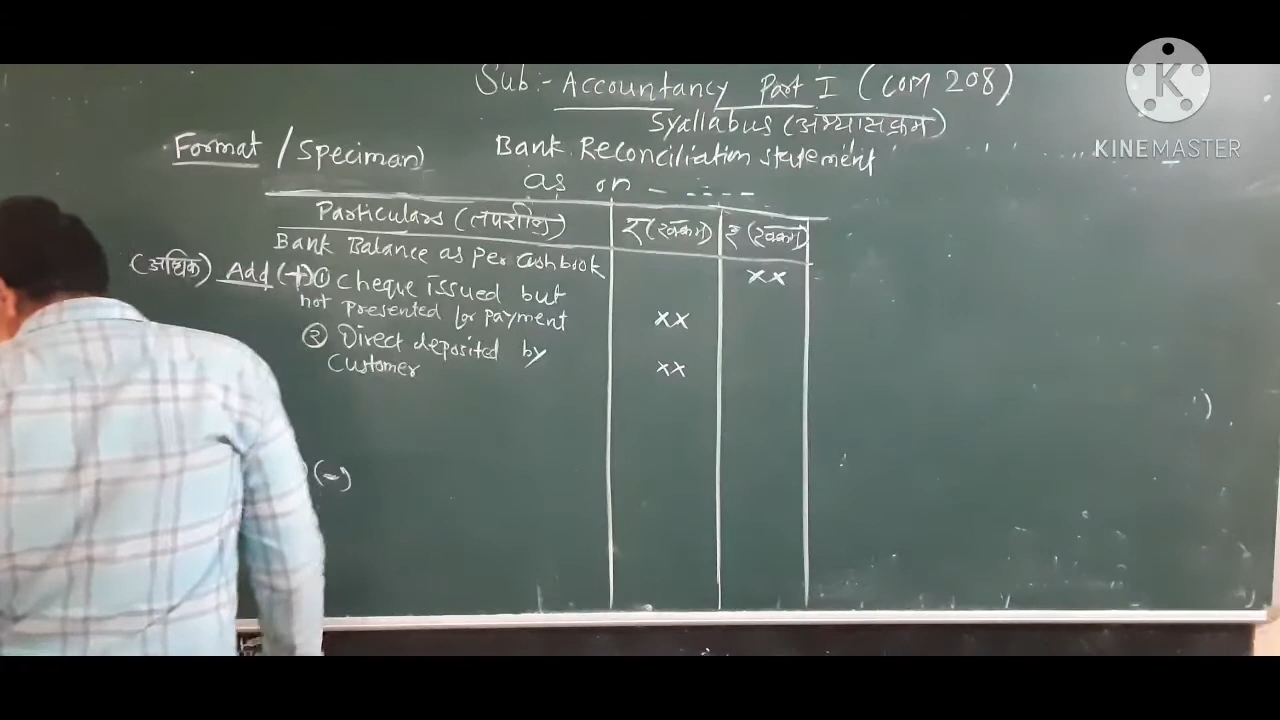 Sub:- Accountancy Part I (COM 208)
Syallabus (अभ्यासक्रम)
Format / Speciman)
Bank Reconciliation statement
as on - - - - -
Particulars (तपशील) ₹ (रक्कम) ₹ (रक्कम)
Bank Balance as per cashbook xx
(अधिक) Add (+) ① Cheque issued but
not presented for payment xx
② Direct deposited by
Customer xx
(-)
K
KINEMASTER